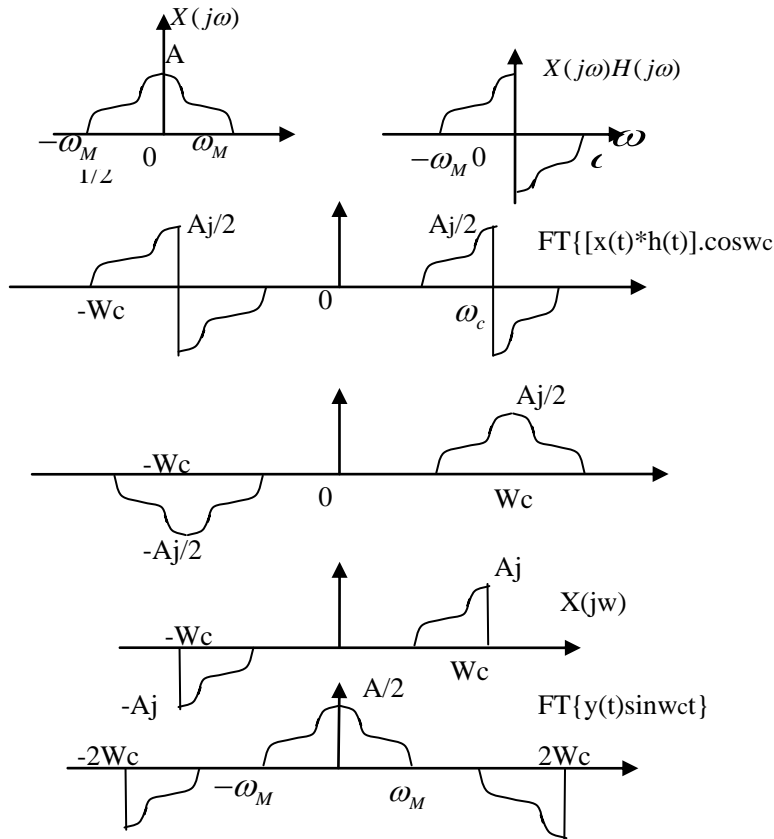 X(jω)
A
X(jω)H(jω)
−ω_M 0 ω_M
−ω_M 0 ω
1/2
Aj/2 Aj/2 FT{[x(t)*h(t)].coswc
-Wc 0 ω_c
Aj/2
-Wc
0 Wc
-Aj/2
Aj
X(jw)
-Wc
Wc
-Aj A/2 FT{y(t)sinwct}
-2Wc 2Wc
−ω_M ω_M